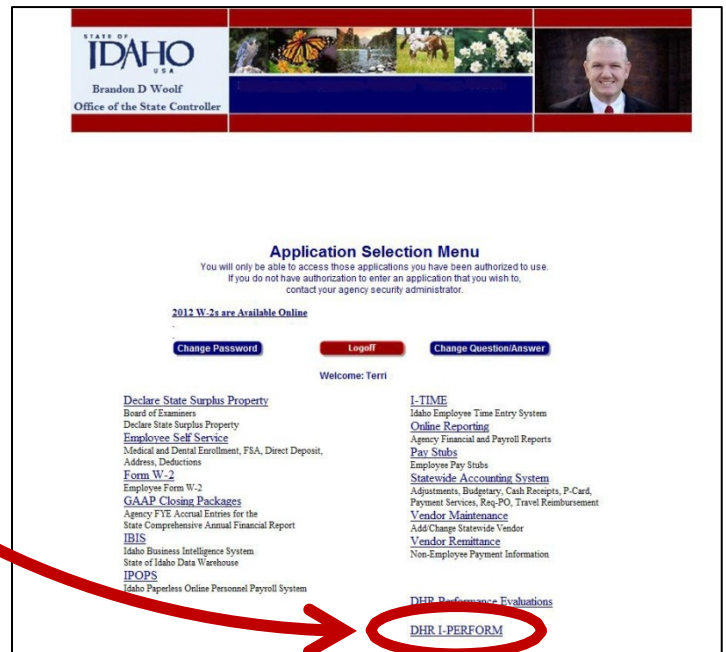 STATE OF
IDAHO
USA
Brandon D Woolf
Office of the State Controller
Application Selection Menu
You will only be able to access those applications you have been authorized to use.
If you do not have authorization to enter an application that you wish to,
contact your agency security administrator.
2012 W-2s are Available Online
Change Password
Logoff
Change Question/Answer
Welcome: Terri
Declare State Surplus Property
Board of Examiners
Declare State Surplus Property
Employee Self Service
Medical and Dental Enrollment, FSA, Direct Deposit,
Address, Deductions
Form W-2
Employee Form W-2
GAAP Closing Packages
Agency FYE Accrual Entries for the
State Comprehensive Annual Financial Report
IBIS
Idaho Business Intelligence System
State of Idaho Data Warehouse
IPOPS
Idaho Paperless Online Personnel Payroll System
I-TIME
Idaho Employee Time Entry System
Online Reporting
Agency Financial and Payroll Reports
Pay Stubs
Employee Pay Stubs
Statewide Accounting System
Adjustments, Budgetary, Cash Receipts, P-Card,
Payment Services, Req-PO, Travel Reimbursement
Vendor Maintenance
Add/Change Statewide Vendor
Vendor Remittance
Non-Employee Payment Information
DHR Performance Evaluations
DHR I-PERFORM